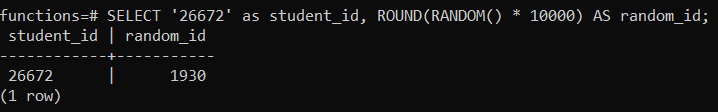 functions=# SELECT '26672' as student_id, ROUND(RANDOM() * 10000) AS random_id;
 student_id | random_id
------------+-----------
 26672      |      1930
(1 row)